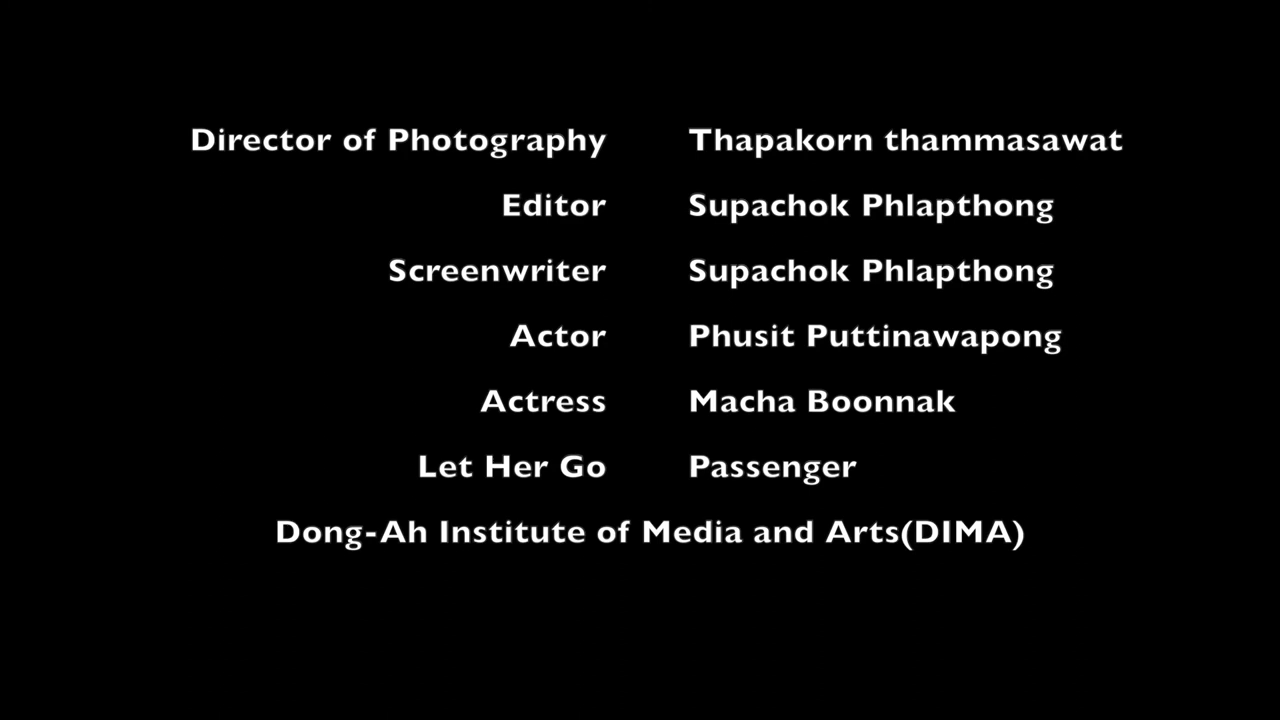 Director of Photography Thapakorn thammasawat
Editor Supachok Phlapthong
Screenwriter Supachok Phlapthong
Actor Phusit Puttinawapong
Actress Macha Boonnak
Let Her Go Passenger
Dong-Ah Institute of Media and Arts(DIMA)